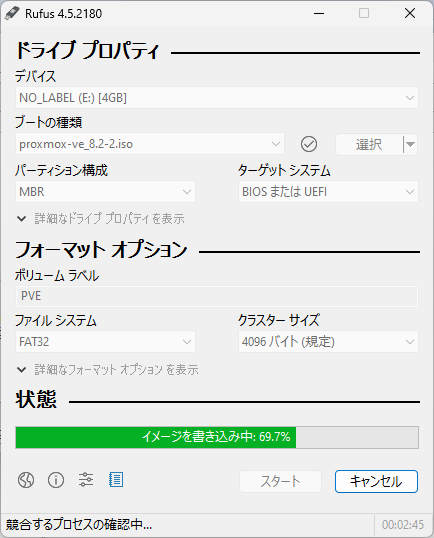 Rufus 4.5.2180
ドライブ プロパティ
デバイス
NO_LABEL (E:) [4GB]
ブートの種類
proxmox-ve_8.2-2.iso
選択
パーティション構成
ターゲット システム
MBR
BIOS または UEFI
詳細なドライブ プロパティを表示
フォーマット オプション
ボリューム ラベル
PVE
ファイル システム
クラスター サイズ
FAT32
4096 バイト (規定)
詳細なフォーマット オプション を表示
状態
イメージを書き込み中: 69.7%
スタート
キャンセル
競合するプロセスの確認中...
00:02:45